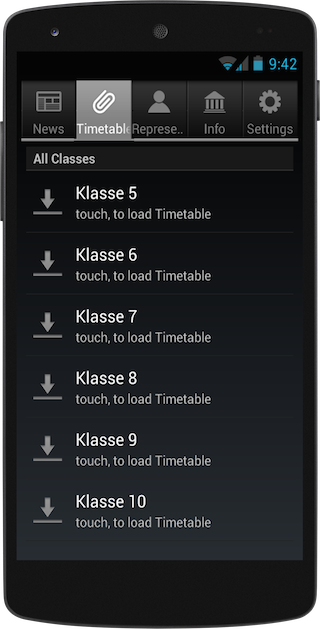 9:42
News Timetable Represe.. Info Settings
All Classes
Klasse 5
touch, to load Timetable
Klasse 6
touch, to load Timetable
Klasse 7
touch, to load Timetable
Klasse 8
touch, to load Timetable
Klasse 9
touch, to load Timetable
Klasse 10
touch, to load Timetable